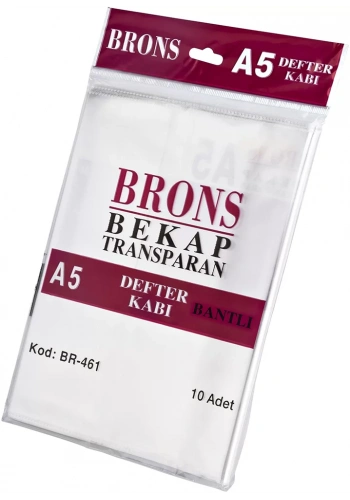 BRONS A5 DEFTER
KABI
BRONS
BEKAP
TRANSPARAN
A5 DEFTER
KABI BANTLI
Kod: BR-461
10 Adet